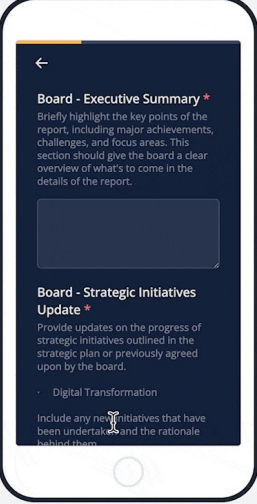 Board - Executive Summary *
Briefly highlight the key points of the
report, including major achievements,
challenges, and focus areas. This
section should give the board a clear
overview of what's to come in the
details of the report.
Board - Strategic Initiatives
Update *
Provide updates on the progress of
strategic initiatives outlined in the
strategic plan or previously agreed
upon by the board.
· Digital Transformation
Include any new initiatives that have
been undertaken and the rationale
behind them